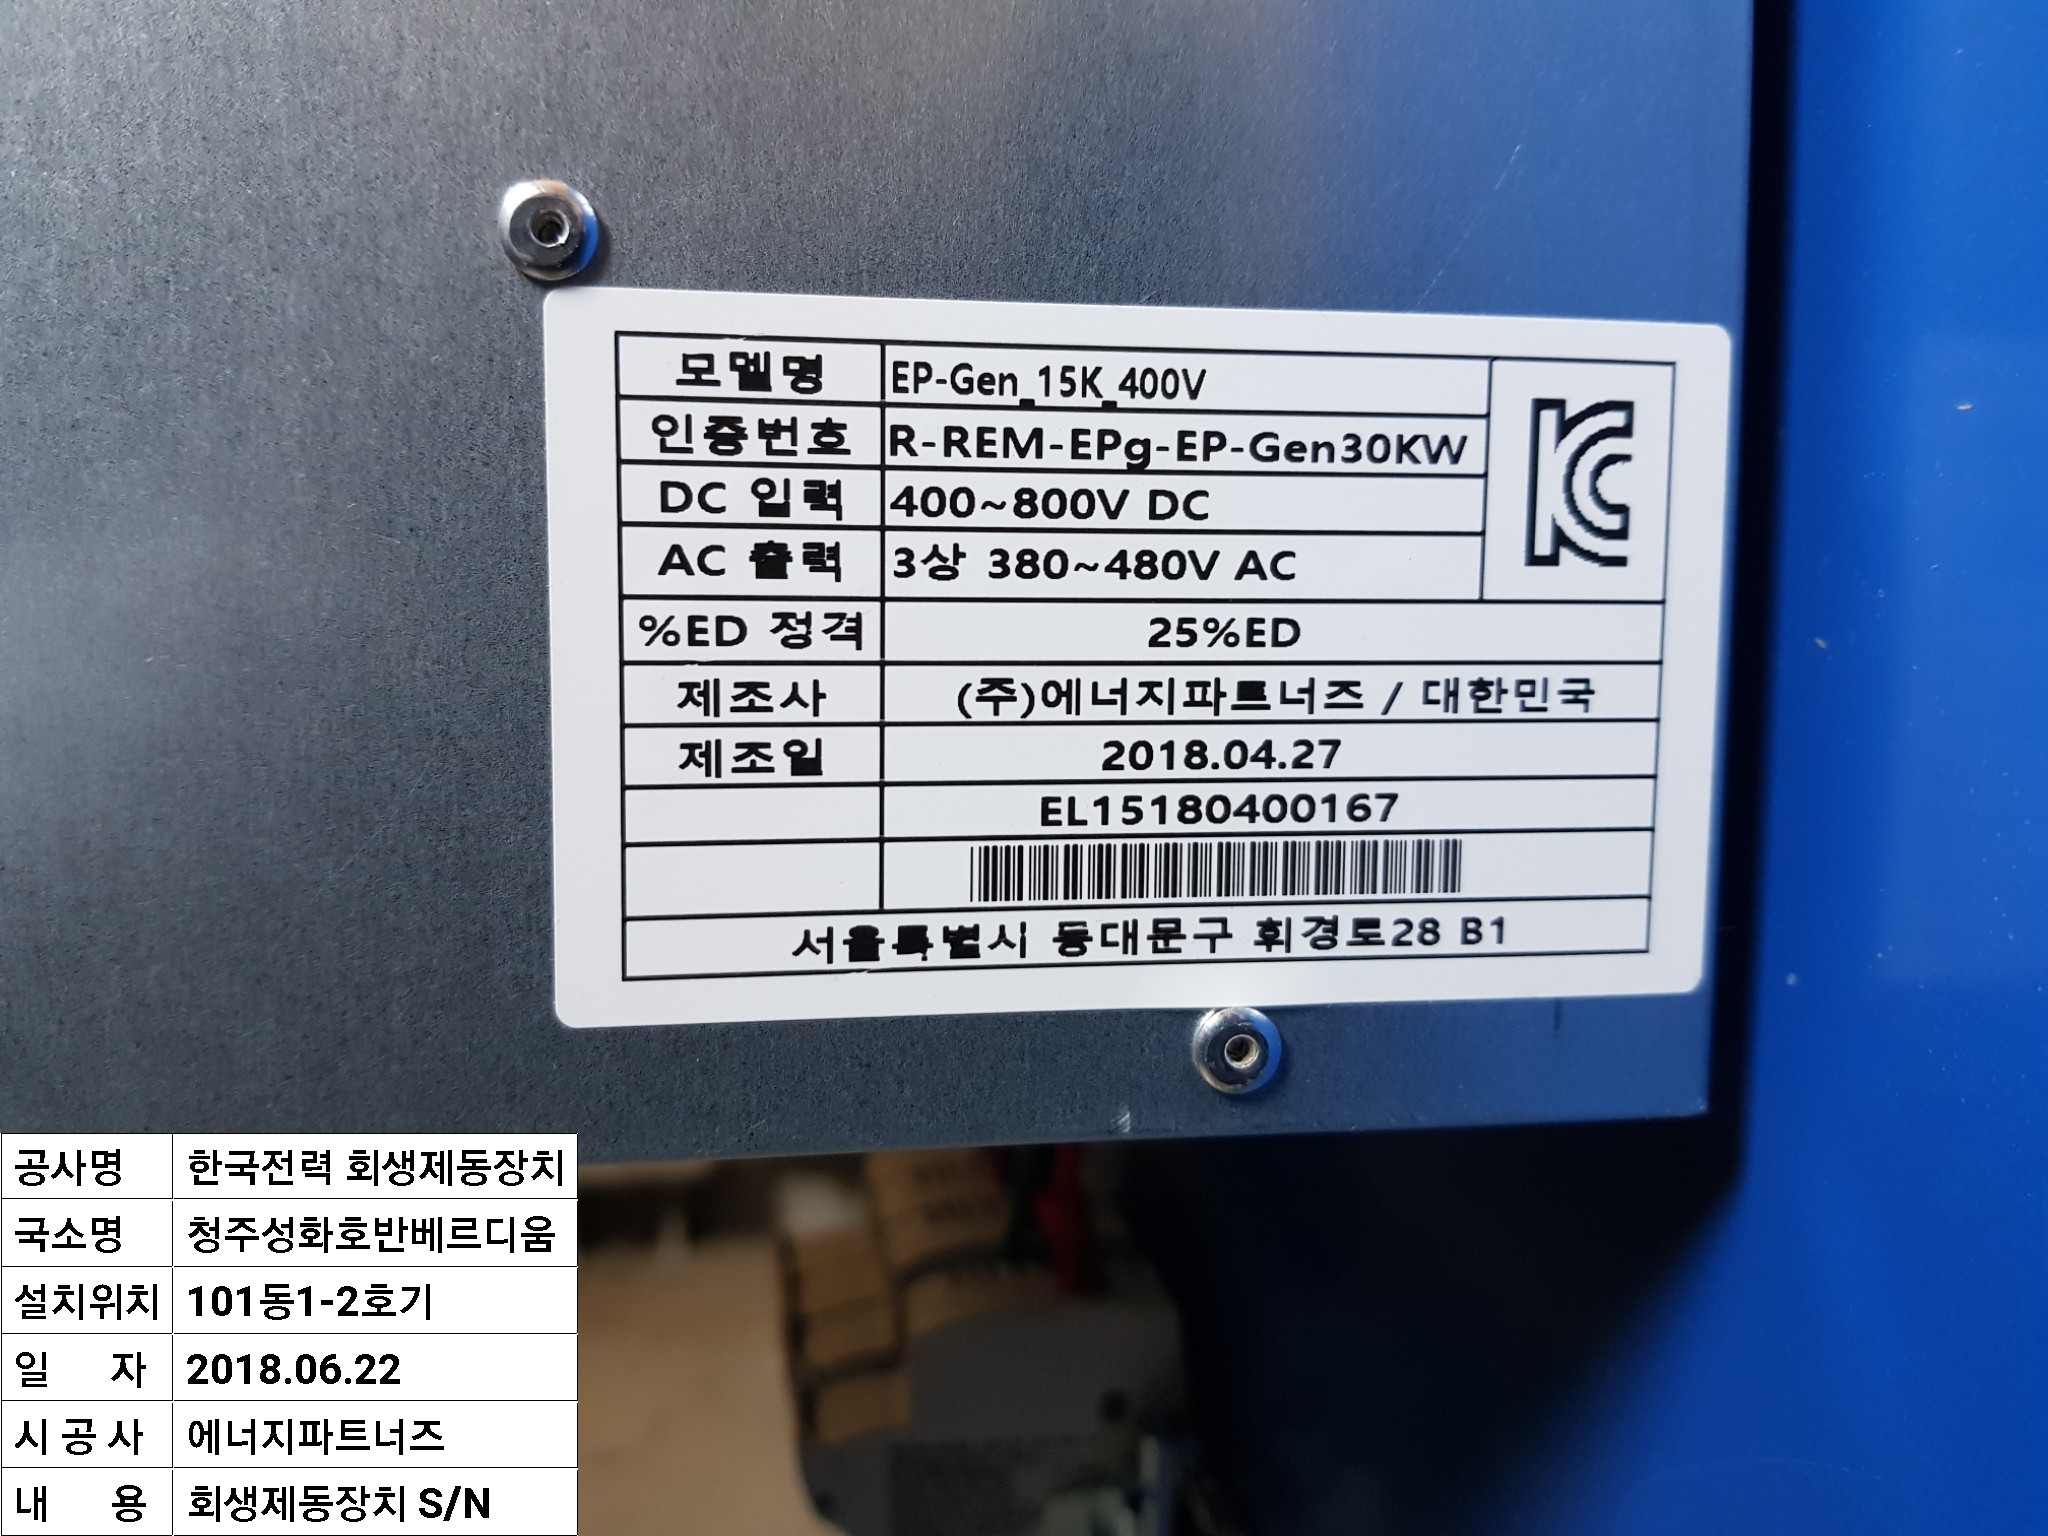 모델명 EP-Gen_15K_400V
인증번호 R-REM-EPg-EP-Gen30KW
DC 입력 400~800V DC
AC 출력 3상 380~480V AC
%ED 정격 25%ED
제조사 (주)에너지파트너즈 / 대한민국
제조일 2018.04.27
EL15180400167
서울특별시 동대문구 휘경로28 B1
공사명 한국전력 회생제동장치
국소명 청주성화호반베르디움
설치위치 101동1-2호기
일 자 2018.06.22
시 공 사 에너지파트너즈
내 용 회생제동장치 S/N